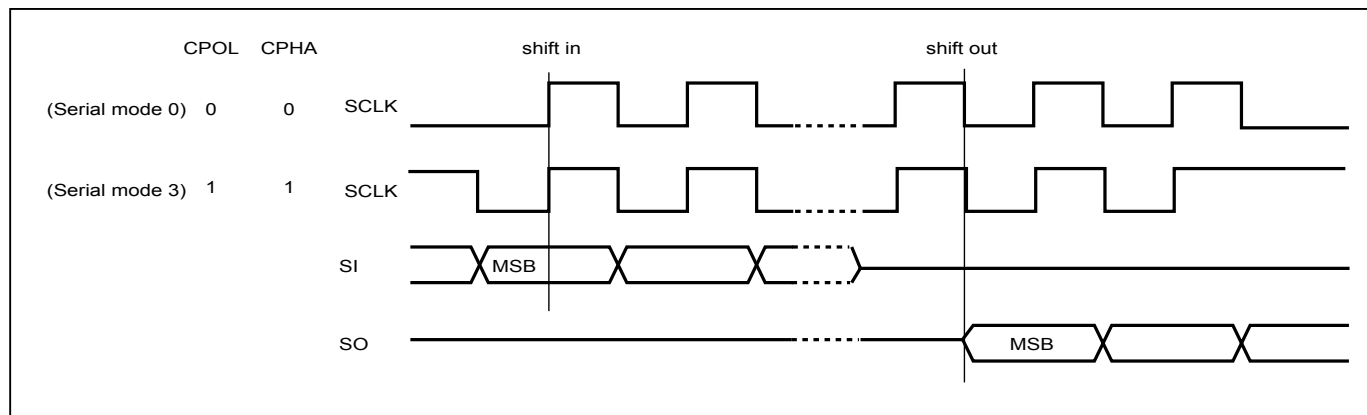 CPOL CPHA shift in shift out
(Serial mode 0) 0 0 SCLK
(Serial mode 3) 1 1 SCLK
SI MSB
SO MSB